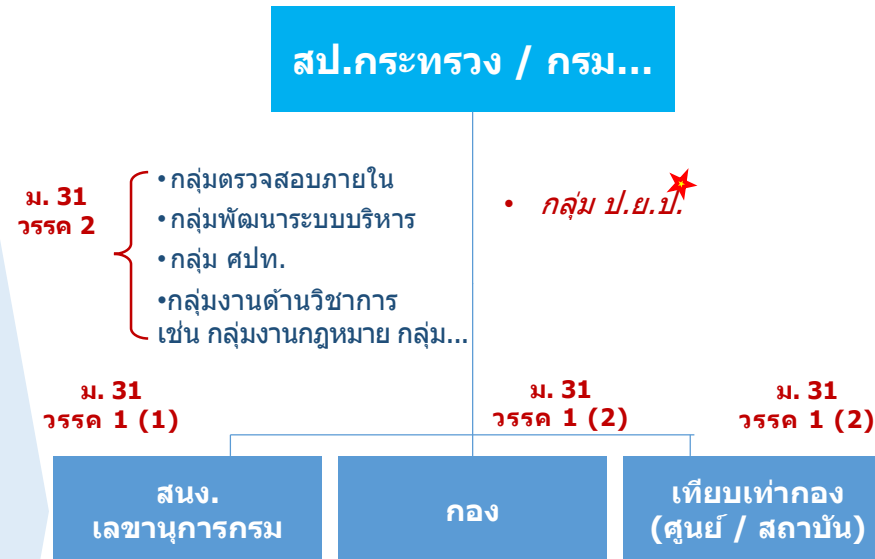 สป.กระทรวง / กรม...
ม. 31
วรรค 2
• กลุ่มตรวจสอบภายใน
• กลุ่มพัฒนาระบบบริหาร
• กลุ่ม ศปท.
•กลุ่มงานด้านวิชาการ
เช่น กลุ่มงานกฎหมาย กลุ่ม...
• กลุ่ม ป.ย.ป.
ม. 31
วรรค 1 (1)
ม. 31
วรรค 1 (2)
ม. 31
วรรค 1 (2)
สนง.
เลขานุการกรม
กอง
เทียบเท่ากอง
(ศูนย์ / สถาบัน)